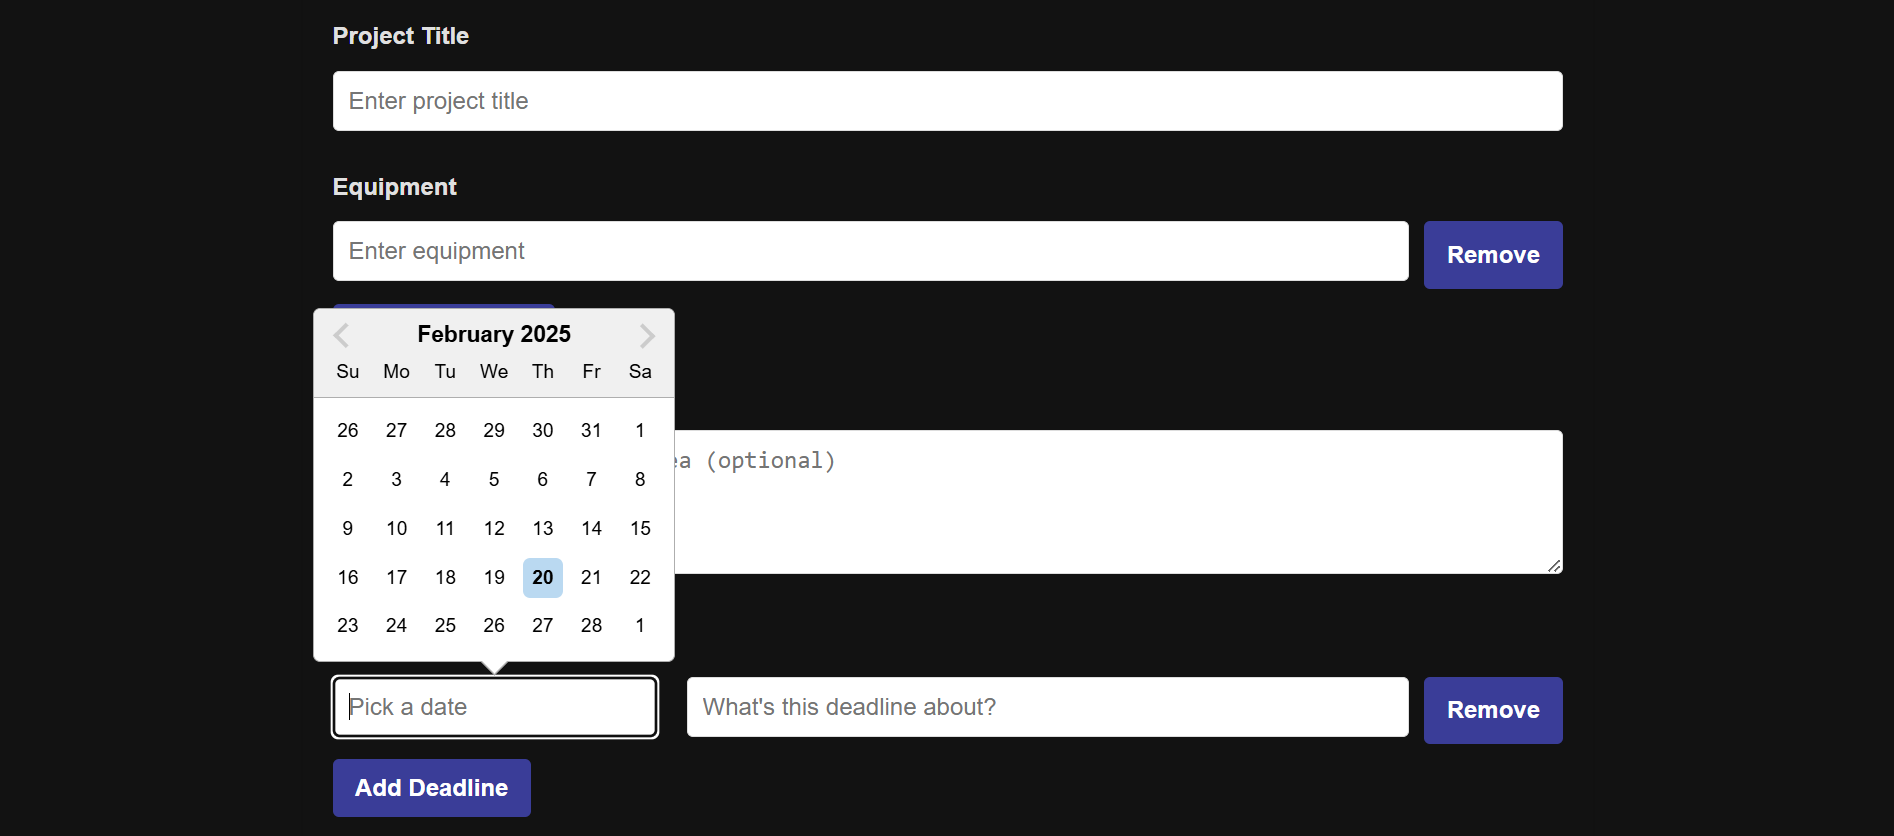 Project Title
Enter project title
Equipment
Enter equipment
Remove
February 2025
Su Mo Tu We Th Fr Sa
26 27 28 29 30 31 1
2 3 4 5 6 7 8
9 10 11 12 13 14 15
16 17 18 19 20 21 22
23 24 25 26 27 28 1
(optional)
Pick a date
What's this deadline about?
Remove
Add Deadline